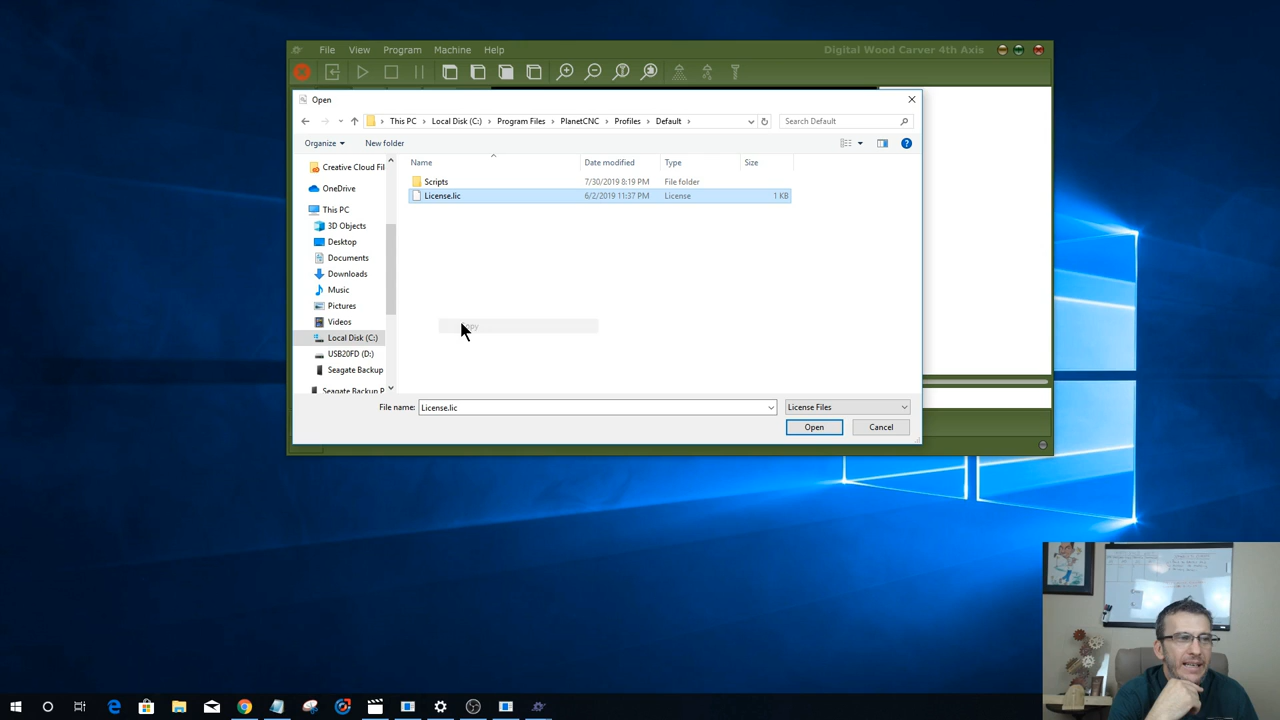 File View Program Machine Help Digital Wood Carver 4th Axis
Open
This PC Local Disk (C:) Program Files PlanetCNC Profiles Default Search Default
Organize New folder
Creative Cloud Fil
OneDrive
This PC
3D Objects
Desktop
Documents
Downloads
Music
Pictures
Videos
Local Disk (C:)
USB20FD (D:)
Seagate Backup
Seagate Backup P
Name Date modified Type Size
Scripts 7/30/2019 8:19 PM File folder
License.lic 6/2/2019 11:37 PM License 1 KB
File name: License.lic License Files
Open Cancel